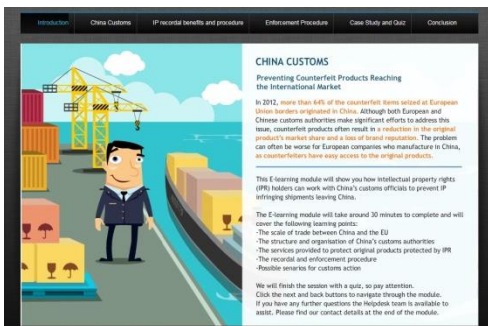 Introduction China Customs IP recordal benefits and procedure Enforcement Procedure Case Study and Quiz Conclusion
CHINA CUSTOMS
Preventing Counterfeit Products Reaching
the International Market
In 2012, more than 64% of the counterfeit items seized at European
Union borders originated in China. Although both European and
Chinese customs authorities make significant efforts to address this
issue, counterfeit products often result in a reduction in the original
product's market share and a loss of brand reputation. The problem
can often be worse for European companies who manufacture in China,
as counterfeiters have easy access to the original products.
This E-learning module will show you how intellectual property rights
(IPR) holders can work with China's customs officials to prevent IP
infringing shipments leaving China.
The E-learning module will take around 30 minutes to complete and will
cover the following learning points:
-The scale of trade between China and the EU
-The structure and organisation of China's customs authorities
-The services provided to protect original products protected by IPR
-The recordal and enforcement procedure
-Possible senarios for customs action
We will finish the session with a quiz, so pay attention.
Click the next and back buttons to navigate through the module.
If you have any further questions the Helpdesk team is available to
assist. Please find our contact details at the end of the module.